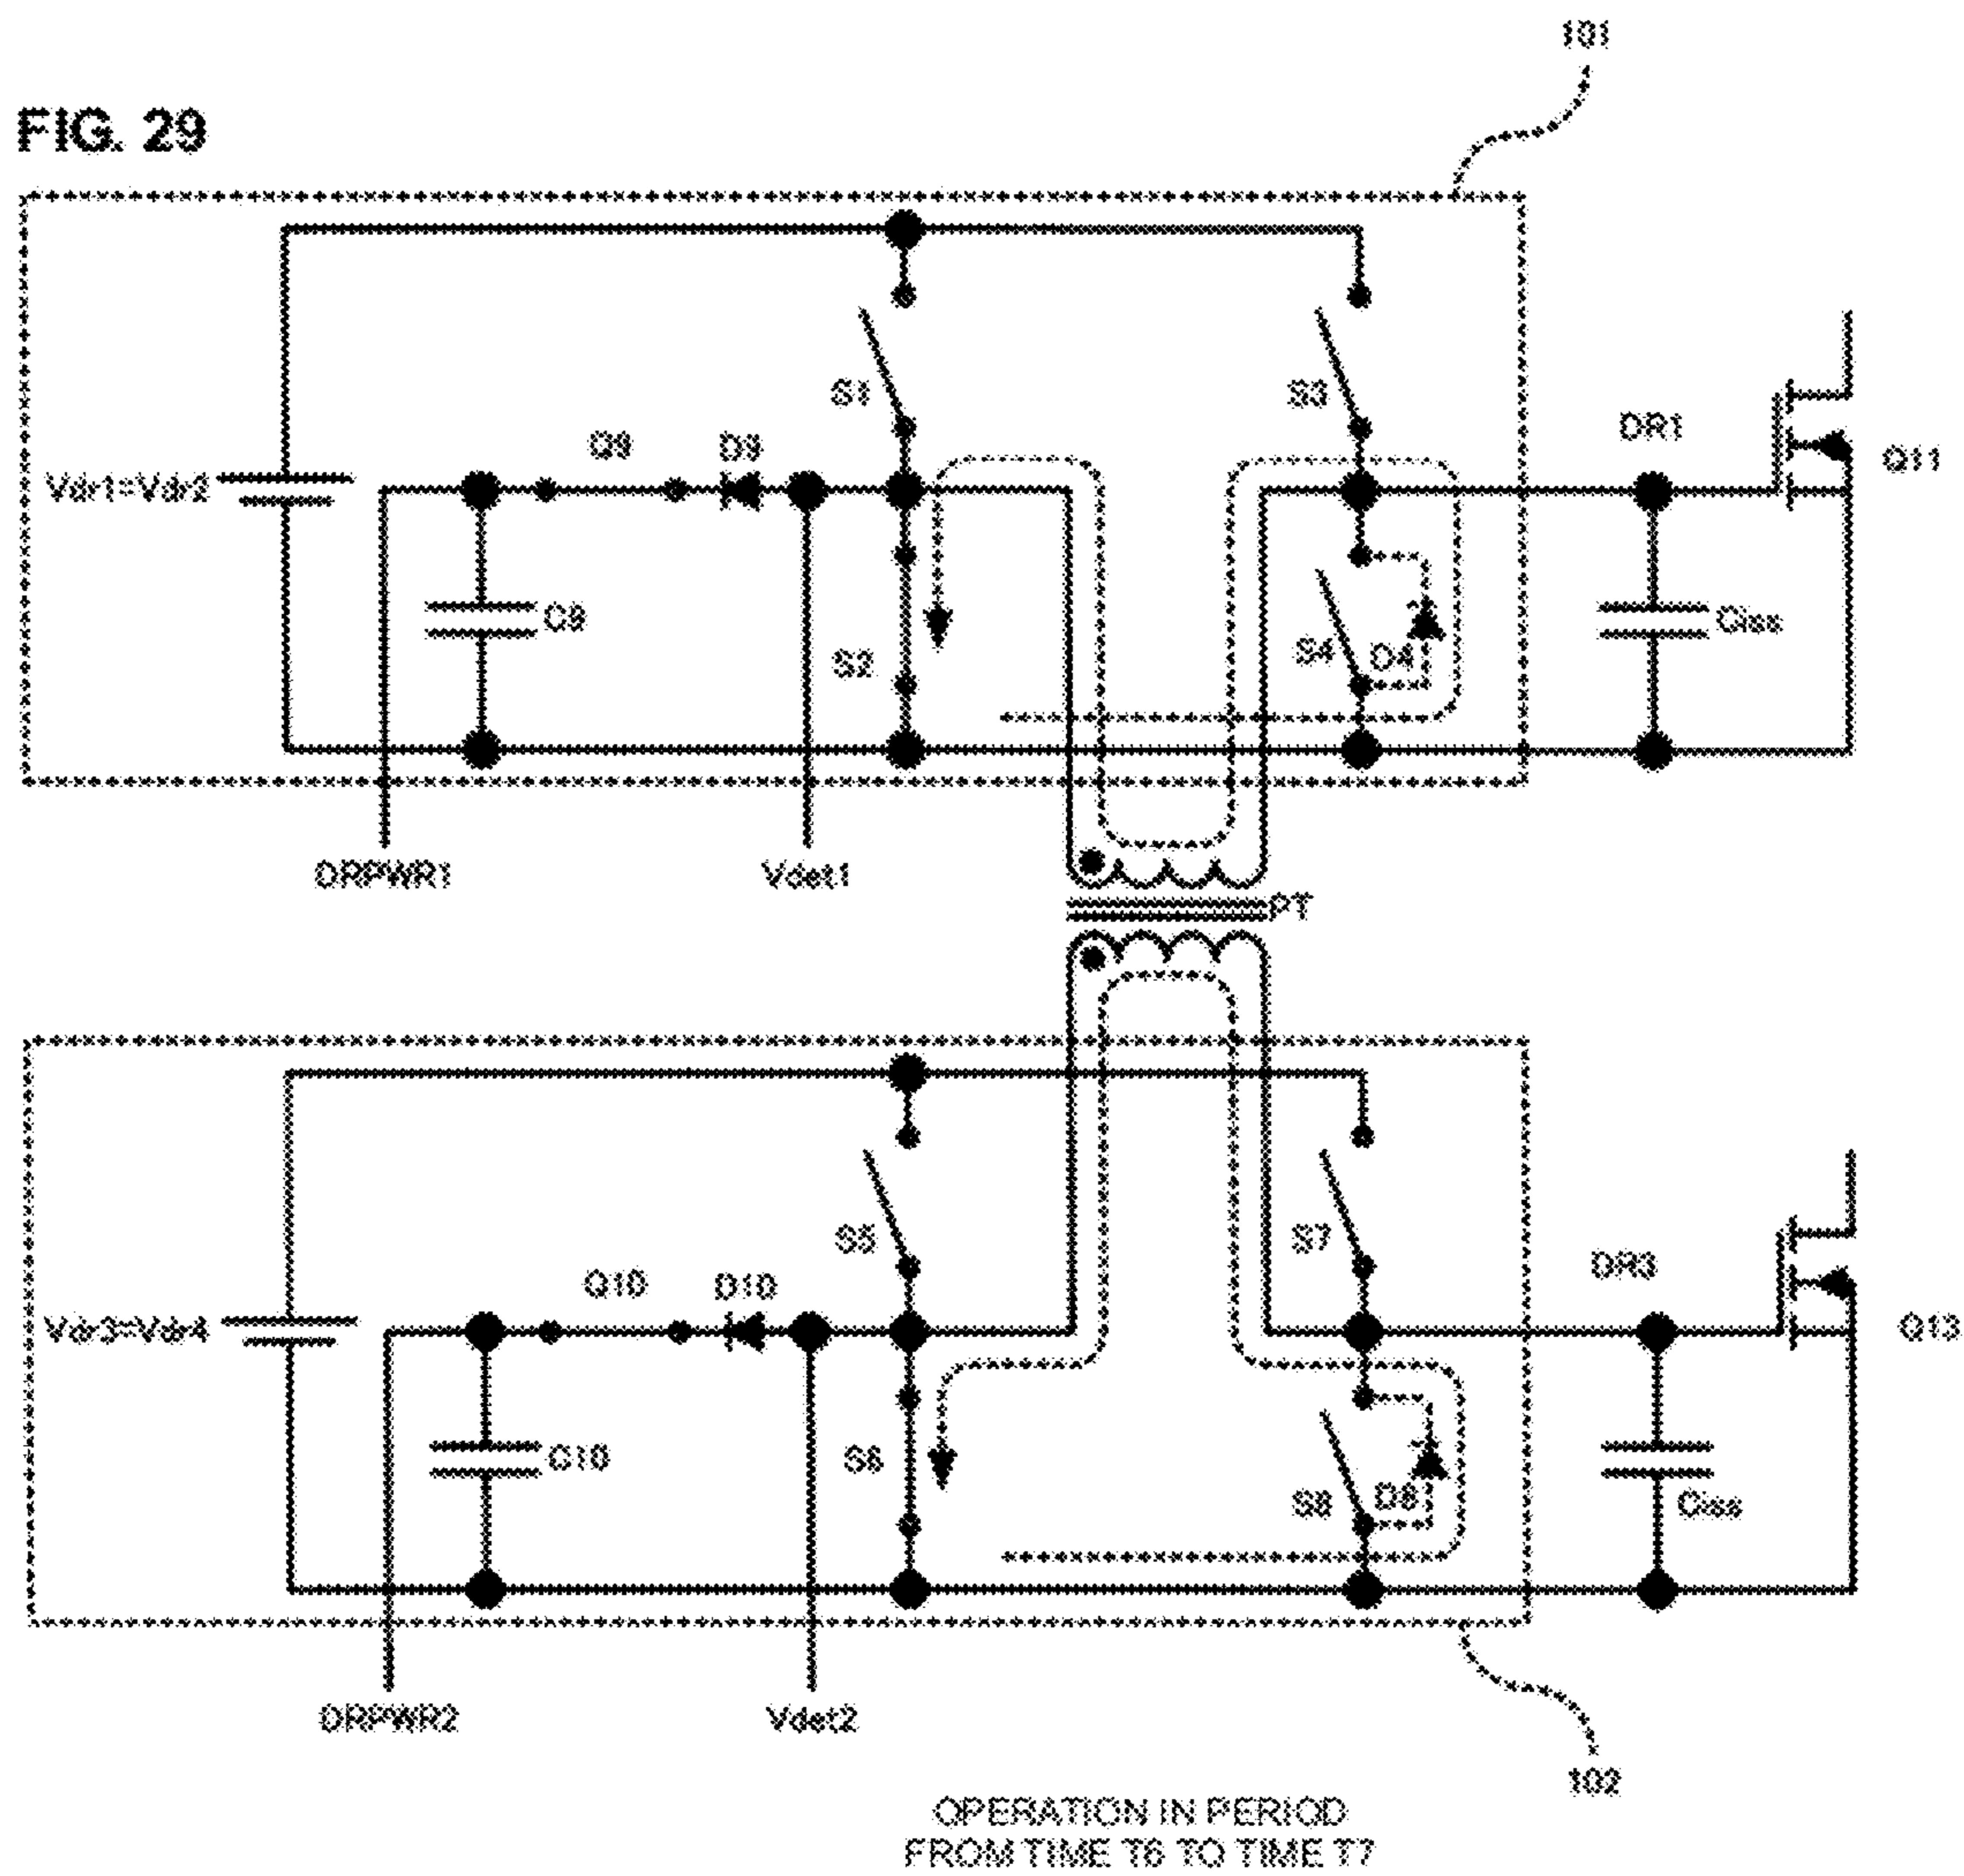 101
FIG. 29
S1
S3
DR1
Q9
D9
Q11
Vdr1=Vdr2
C9
S2
S4
D4
Ciss
DRPWR1
Vdet1
PT
S5
S7
DR3
Q10
D10
Q13
Vdr3=Vdr4
C10
S6
S8
D8
Ciss
DRPWR2
Vdet2
102
OPERATION IN PERIOD
FROM TIME T6 TO TIME T7